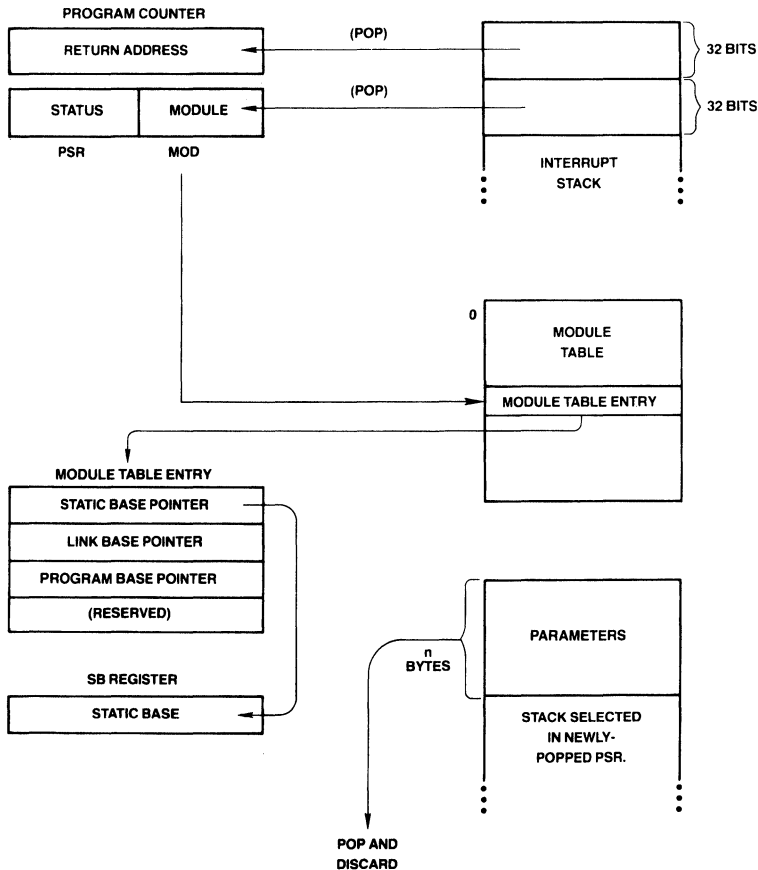 PROGRAM COUNTER
RETURN ADDRESS
(POP)
32 BITS
STATUS
MODULE
(POP)
32 BITS
PSR
MOD
INTERRUPT
STACK
0
MODULE
TABLE
MODULE TABLE ENTRY
MODULE TABLE ENTRY
STATIC BASE POINTER
LINK BASE POINTER
PROGRAM BASE POINTER
(RESERVED)
PARAMETERS
n
BYTES
SB REGISTER
STATIC BASE
STACK SELECTED
IN NEWLY-
POPPED PSR.
POP AND
DISCARD